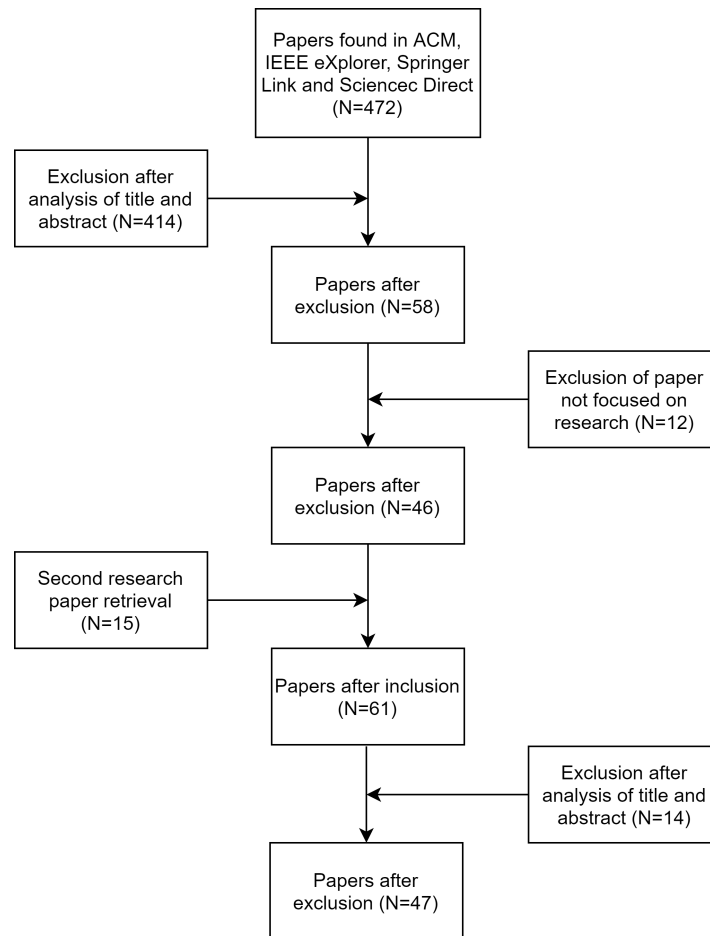 Papers found in ACM,
IEEE eXplorer, Springer
Link and Sciencec Direct
(N=472)
Exclusion after
analysis of title and
abstract (N=414)
Papers after
exclusion (N=58)
Exclusion of paper
not focused on
research (N=12)
Papers after
exclusion (N=46)
Second research
paper retrieval
(N=15)
Papers after inclusion
(N=61)
Exclusion after
analysis of title and
abstract (N=14)
Papers after
exclusion (N=47)